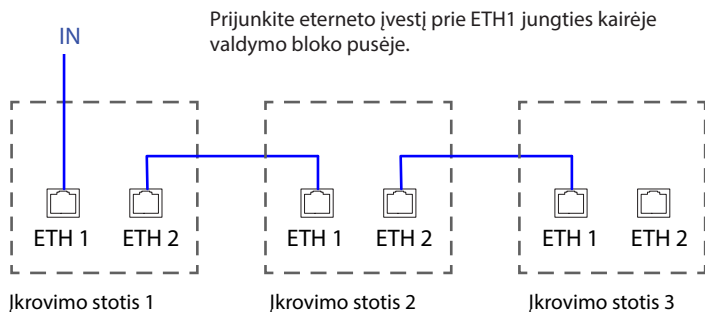 IN
Prijunkite eterneto įvestį prie ETH1 jungties kairėje
valdymo bloko pusėje.
ETH 1 ETH 2 ETH 1 ETH 2 ETH 1 ETH 2
Įkrovimo stotis 1 Įkrovimo stotis 2 Įkrovimo stotis 3